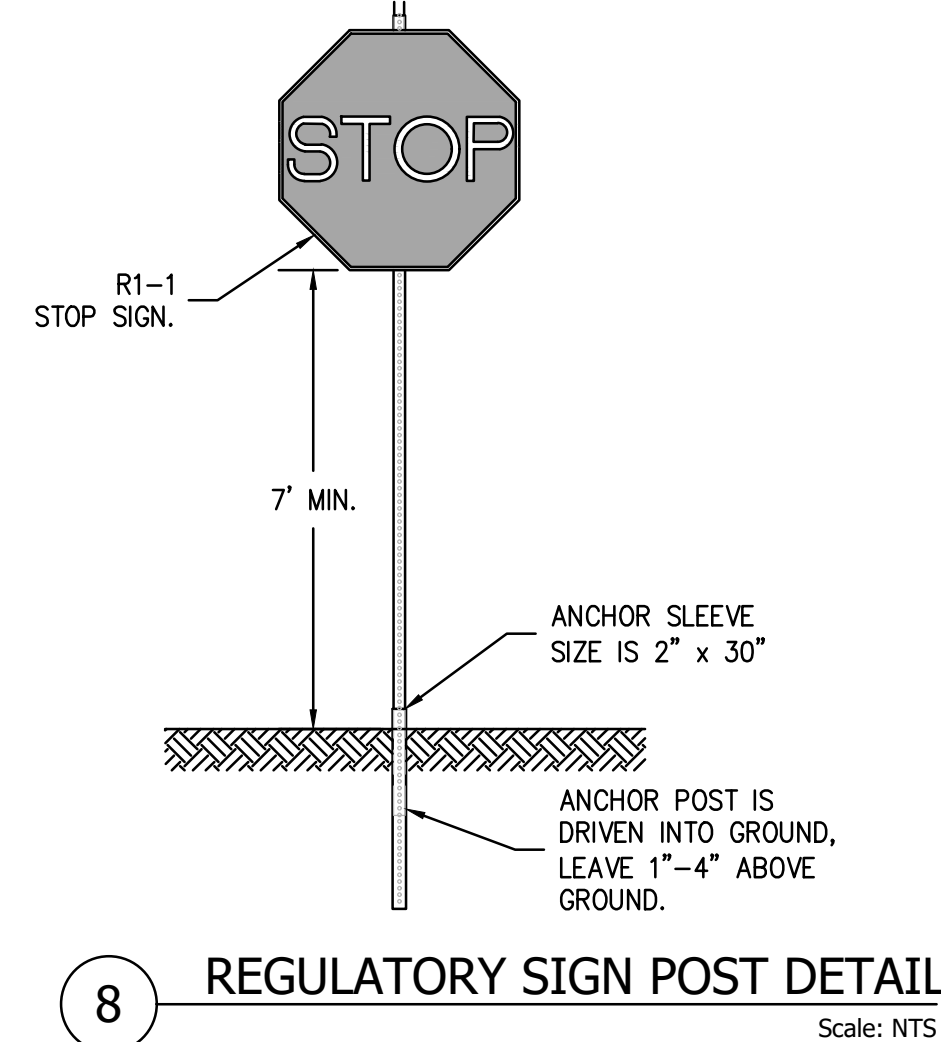 STOP
R1-1
STOP SIGN.
7' MIN.
ANCHOR SLEEVE
SIZE IS 2" x 30"
ANCHOR POST IS
DRIVEN INTO GROUND,
LEAVE 1"-4" ABOVE
GROUND.
8 REGULATORY SIGN POST DETAIL
Scale: NTS